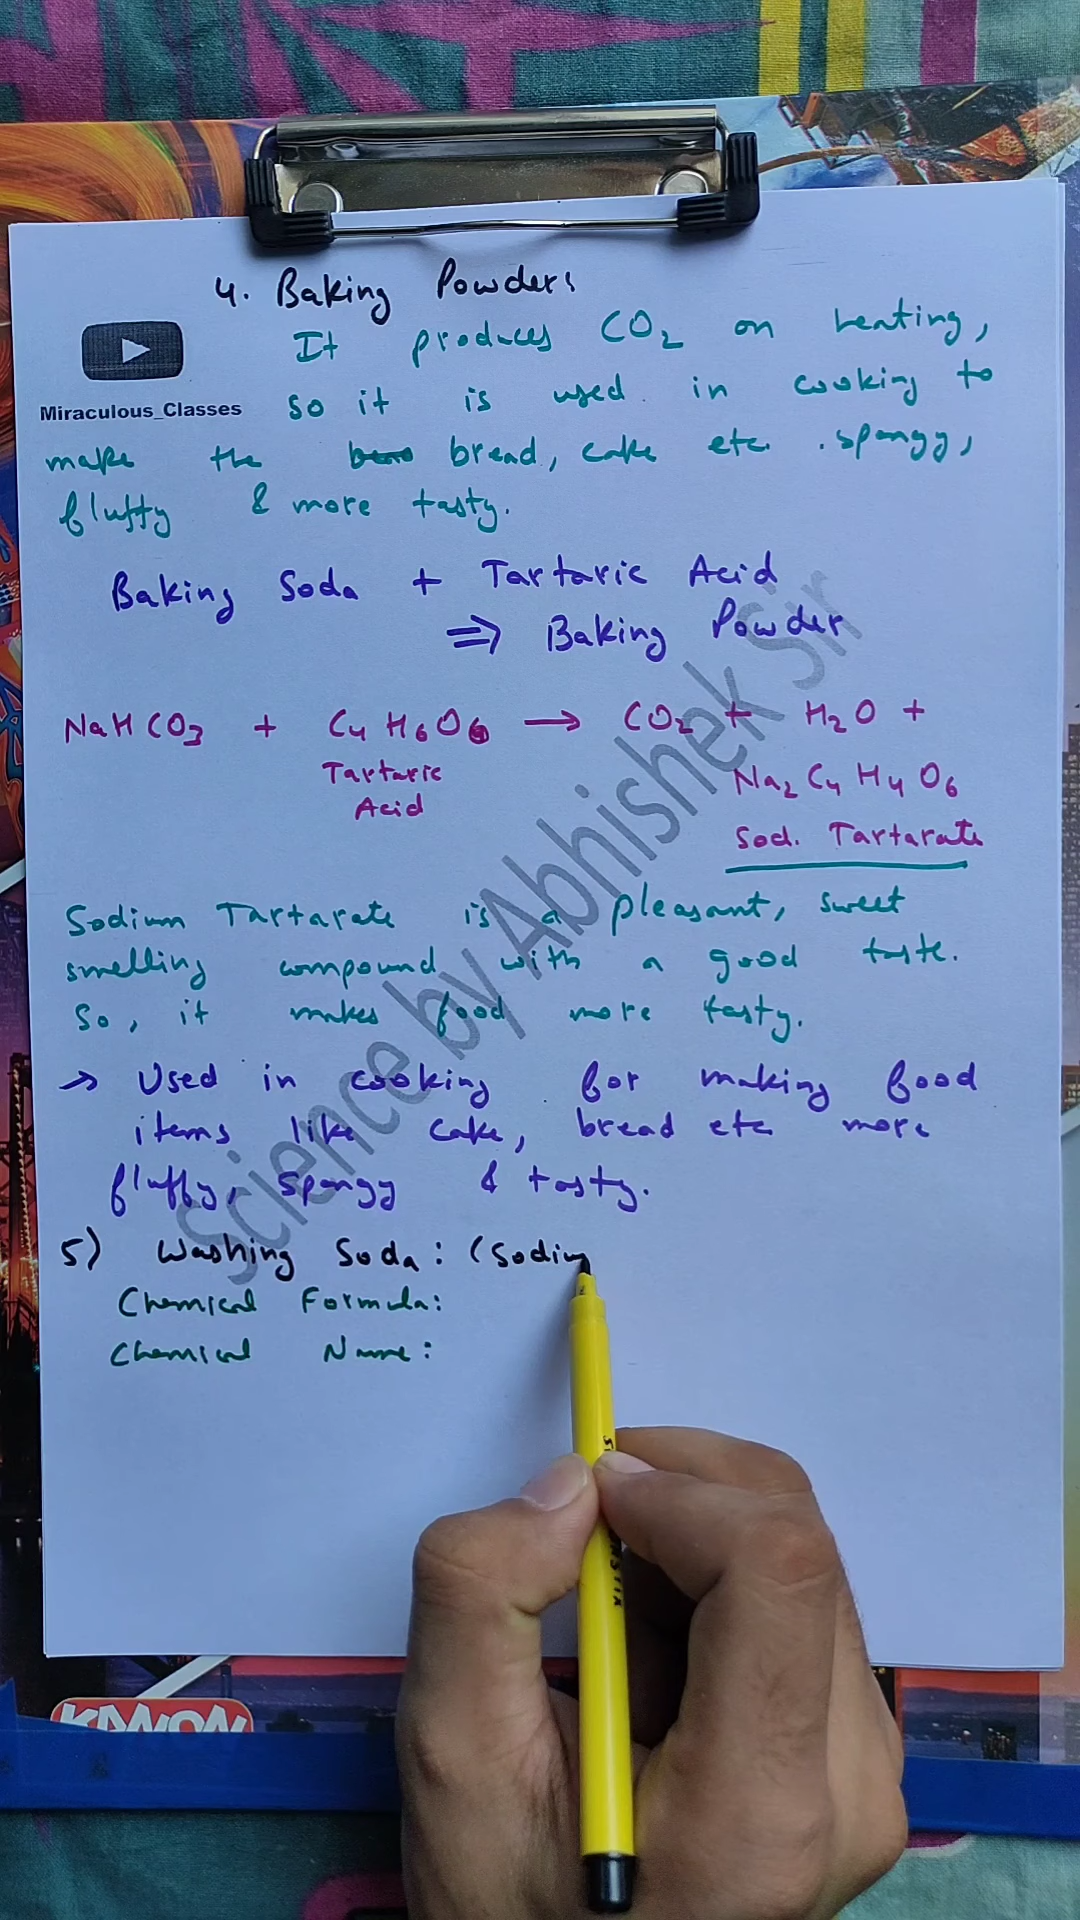 4. Baking Powder:
It produces CO2 on heating,
Miraculous_Classes
so it is used in cooking to
make the bread, cake etc. spongy,
fluffy & more tasty.
Baking Soda + Tartaric Acid
⇒ Baking Powder
NaHCO3 + C4H6O6 → CO2 + H2O +
Tartaric
Acid
Na2C4H4O6
Sod. Tartarate
Sodium Tartarate is a pleasant, sweet
smelling compound with a good taste.
So, it makes food more tasty.
→ Used in cooking for making food
items like cake, bread etc more
fluffy, spongy & tasty.
Science by Abhishek Sir
5) Washing Soda: (Sodium
Chemical Formula:
Chemical Name: